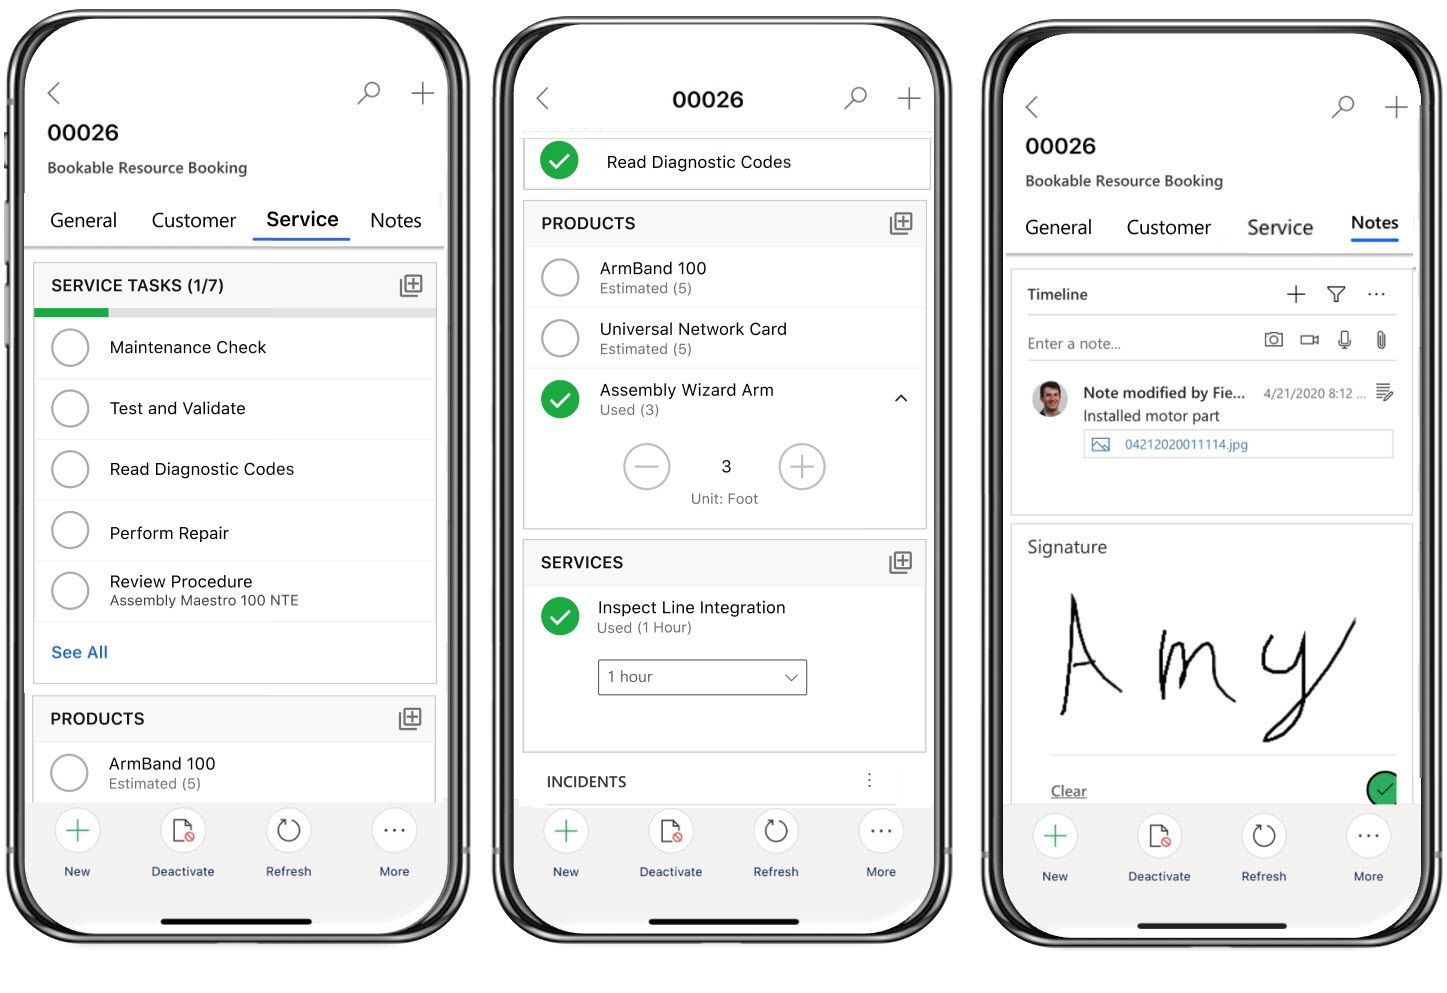 00026
Bookable Resource Booking
General Customer Service Notes
SERVICE TASKS (1/7)
Maintenance Check
Test and Validate
Read Diagnostic Codes
Perform Repair
Review Procedure
Assembly Maestro 100 NTE
See All
PRODUCTS
ArmBand 100
Estimated (5)
New Deactivate Refresh More
00026
Read Diagnostic Codes
PRODUCTS
ArmBand 100
Estimated (5)
Universal Network Card
Estimated (5)
Assembly Wizard Arm
Used (3)
3
Unit: Foot
SERVICES
Inspect Line Integration
Used (1 Hour)
1 hour
INCIDENTS
New Deactivate Refresh More
00026
Bookable Resource Booking
General Customer Service Notes
Timeline
Enter a note...
Note modified by Fie... 4/21/2020 8:12 ...
Installed motor part
04212020011114.jpg
Signature
Amy
Clear
New Deactivate Refresh More